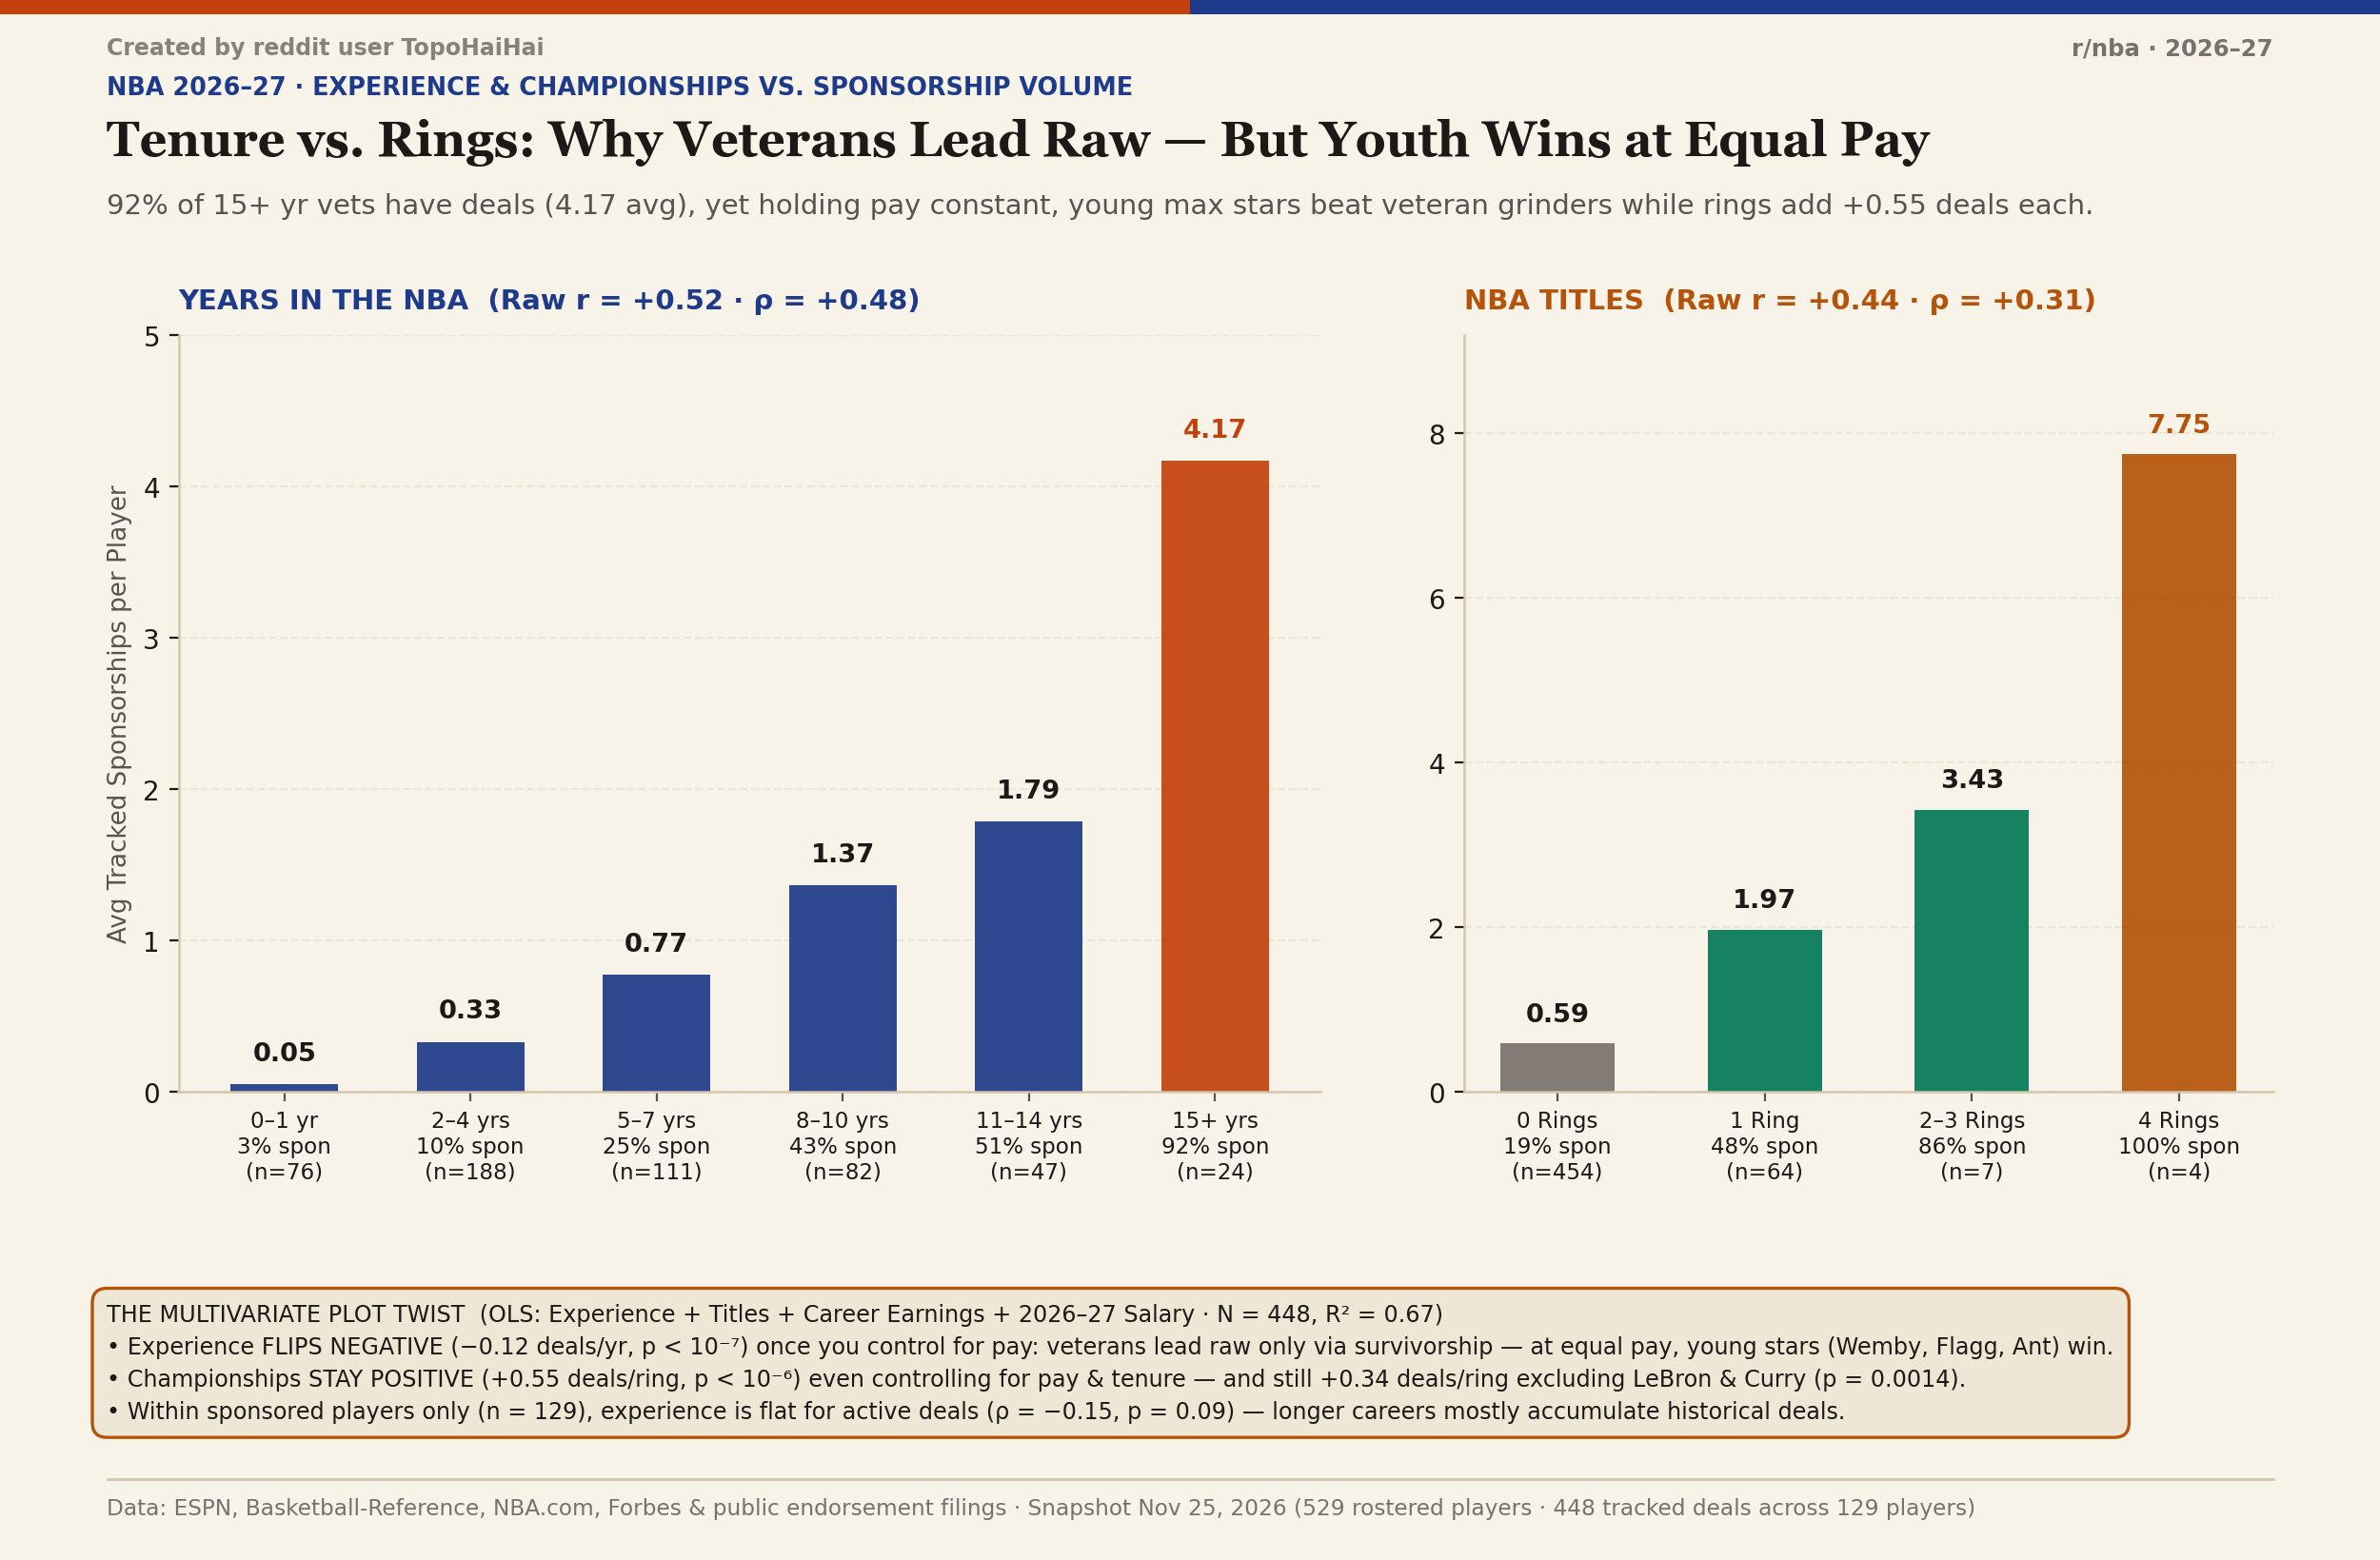 Created by reddit user TopoHaiHai
r/nba · 2026–27
NBA 2026–27 · EXPERIENCE & CHAMPIONSHIPS VS. SPONSORSHIP VOLUME
Tenure vs. Rings: Why Veterans Lead Raw — But Youth Wins at Equal Pay
92% of 15+ yr vets have deals (4.17 avg), yet holding pay constant, young max stars beat veteran grinders while rings add +0.55 deals each.
YEARS IN THE NBA (Raw r = +0.52 · ρ = +0.48)
Avg Tracked Sponsorships per Player
5
4
3
2
1
0
0.05
0.33
0.77
1.37
1.79
4.17
0–1 yr
3% spon
(n=76)
2–4 yrs
10% spon
(n=188)
5–7 yrs
25% spon
(n=111)
8–10 yrs
43% spon
(n=82)
11–14 yrs
51% spon
(n=47)
15+ yrs
92% spon
(n=24)
NBA TITLES (Raw r = +0.44 · ρ = +0.31)
8
6
4
2
0
0.59
1.97
3.43
7.75
0 Rings
19% spon
(n=454)
1 Ring
48% spon
(n=64)
2–3 Rings
86% spon
(n=7)
4 Rings
100% spon
(n=4)
THE MULTIVARIATE PLOT TWIST (OLS: Experience + Titles + Career Earnings + 2026–27 Salary · N = 448, R² = 0.67)
• Experience FLIPS NEGATIVE (−0.12 deals/yr, p < 10⁻⁷) once you control for pay: veterans lead raw only via survivorship — at equal pay, young stars (Wemby, Flagg, Ant) win.
• Championships STAY POSITIVE (+0.55 deals/ring, p < 10⁻⁶) even controlling for pay & tenure — and still +0.34 deals/ring excluding LeBron & Curry (p = 0.0014).
• Within sponsored players only (n = 129), experience is flat for active deals (ρ = −0.15, p = 0.09) — longer careers mostly accumulate historical deals.
Data: ESPN, Basketball-Reference, NBA.com, Forbes & public endorsement filings · Snapshot Nov 25, 2026 (529 rostered players · 448 tracked deals across 129 players)